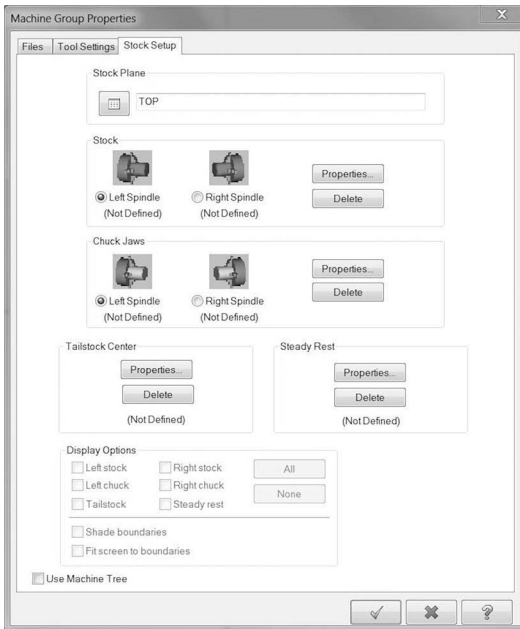 Machine Group Properties
X
Files Tool Settings Stock Setup
Stock Plane
TOP
Stock
Left Spindle Right Spindle
(Not Defined) (Not Defined)
Properties...
Delete
Chuck Jaws
Left Spindle Right Spindle
(Not Defined) (Not Defined)
Properties...
Delete
Tailstock Center
Properties...
Delete
(Not Defined)
Steady Rest
Properties...
Delete
(Not Defined)
Display Options
Left stock Right stock All
Left chuck Right chuck None
Tailstock Steady rest
Shade boundaries
Fit screen to boundaries
Use Machine Tree
?